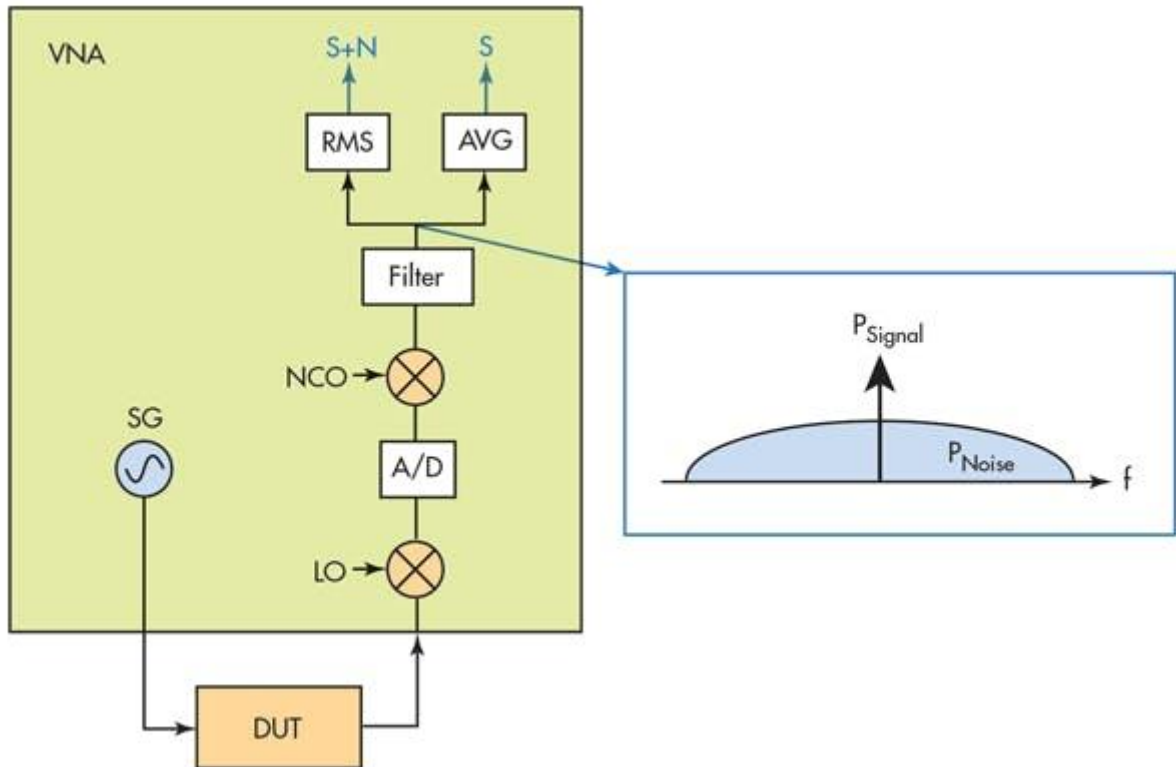 VNA
S+N
S
RMS
AVG
Filter
NCO
SG
A/D
LO
DUT
P_Signal
P_Noise
f